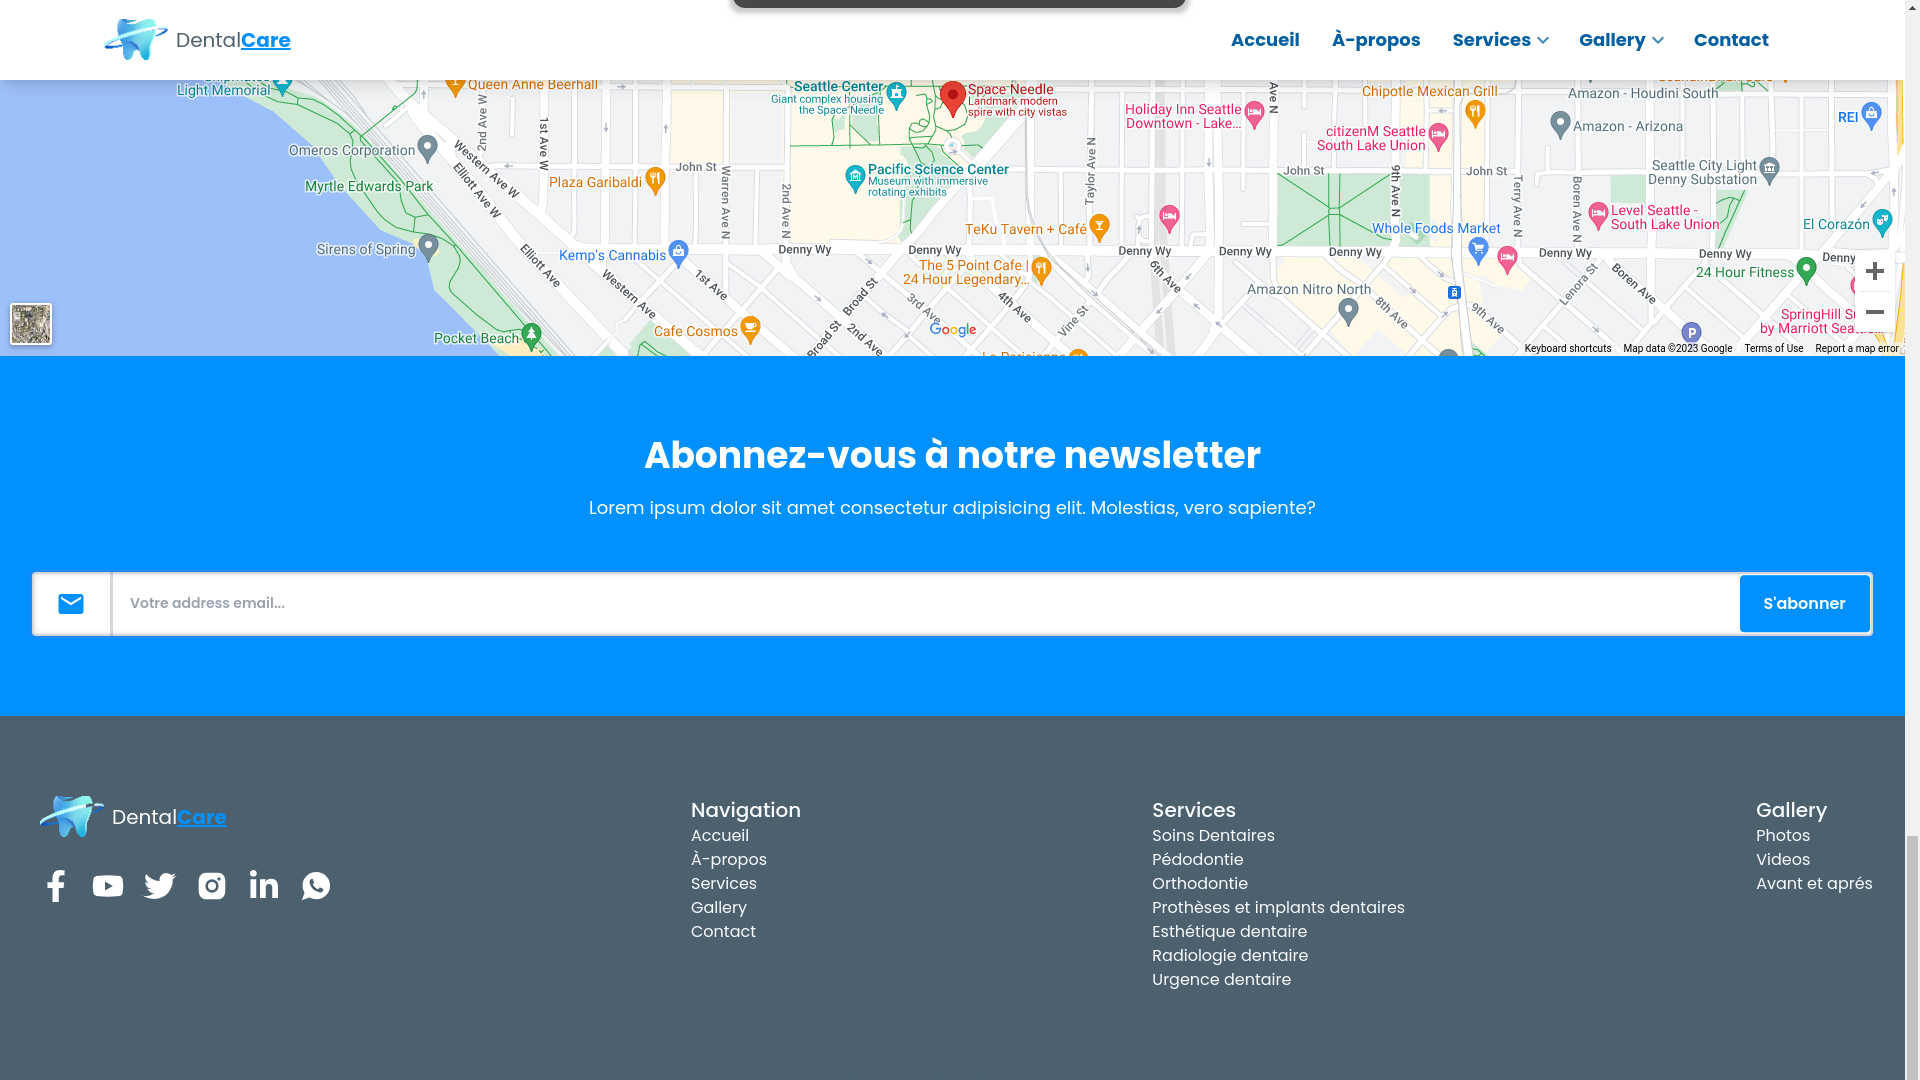 DentalCare
Accueil
À-propos
Services
Gallery
Contact
Light Memorial
Queen Anne Beerhall
Seattle Center
Giant complex housing
the Space Needle
Space Needle
Landmark modern
spire with city vistas
Holiday Inn Seattle
Downtown - Lake...
Ave N
Chipotle Mexican Grill
citizenM Seattle
South Lake Union
Amazon - Houdini South
Amazon - Arizona
REI
2nd Ave W
1st Ave W
Omeros Corporation
Western Ave W
Elliott Ave W
Myrtle Edwards Park
Plaza Garibaldi
John St
Warren Ave N
2nd Ave N
Pacific Science Center
Museum with immersive
rotating exhibits
Taylor Ave N
John St
9th Ave N
John St
Terry Ave N
Boren Ave N
Seattle City Light
Denny Substation
Level Seattle -
South Lake Union
El Corazón
Sirens of Spring
Elliott Ave
Kemp's Cannabis
Denny Wy
TeKu Tavern + Café
Denny Wy
The 5 Point Cafe |
24 Hour Legendary...
Denny Wy
Denny Wy
Whole Foods Market
Denny Wy
Denny Wy
Denny Wy
Denny
24 Hour Fitness
Western Ave
1st Ave
Broad St
3rd Ave
4th Ave
6th Ave
Vine St
Amazon Nitro North
8th Ave
9th Ave
Lenora St
Boren Ave
Pocket Beach
Cafe Cosmos
Broad St
2nd Ave
Google
P
SpringHill
by Marriott
Keyboard shortcuts
Map data ©2023 Google
Terms of Use
Report a map error
Abonnez-vous à notre newsletter
Lorem ipsum dolor sit amet consectetur adipisicing elit. Molestias, vero sapiente?
Votre address email...
S'abonner
DentalCare
Navigation
Accueil
À-propos
Services
Gallery
Contact
Services
Soins Dentaires
Pédodontie
Orthodontie
Prothèses et implants dentaires
Esthétique dentaire
Radiologie dentaire
Urgence dentaire
Gallery
Photos
Videos
Avant et aprés